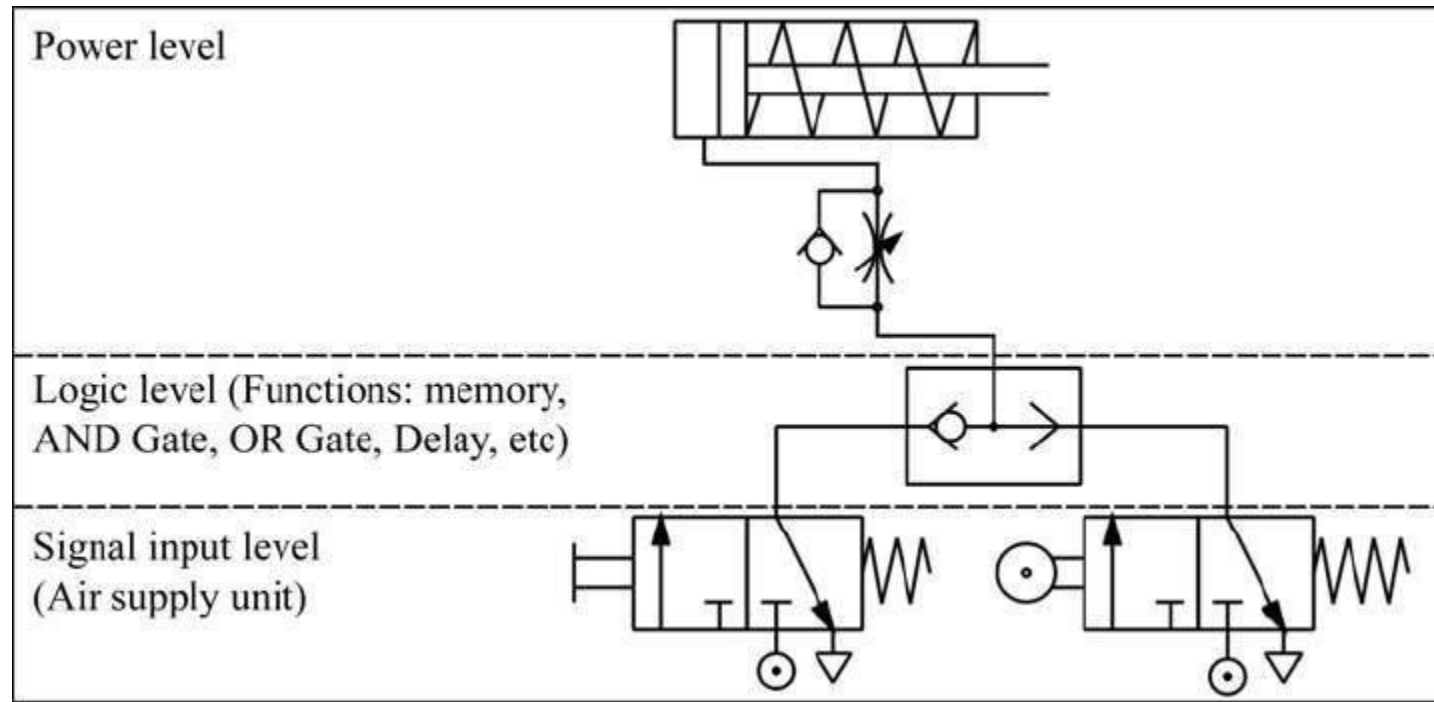 Power level
Logic level (Functions: memory,
AND Gate, OR Gate, Delay, etc)
Signal input level
(Air supply unit)